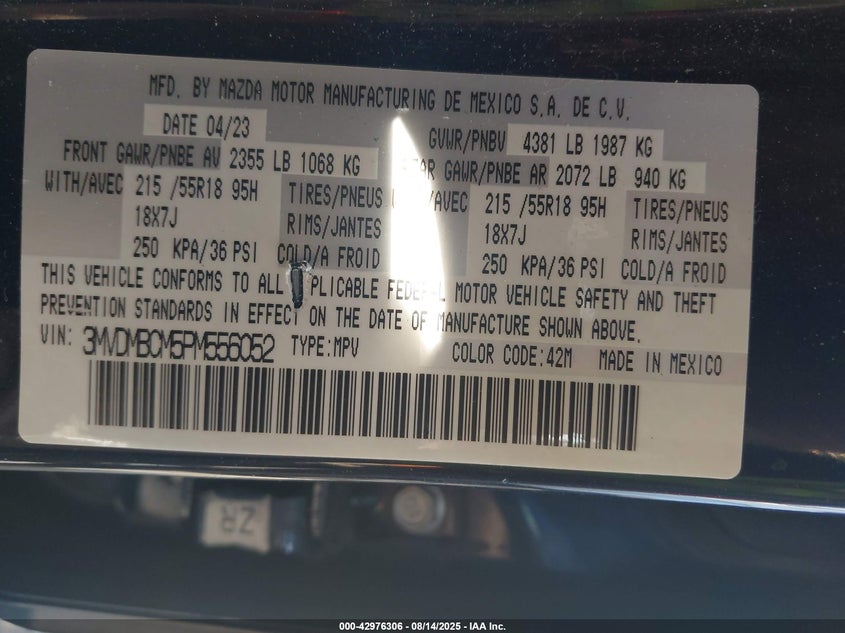 MFD. BY MAZDA MOTOR MANUFACTURING DE MEXICO S.A. DE C.V.
DATE 04/23 GVWR/PNBV 4381 LB 1987 KG
FRONT GAWR/PNBE AV 2355 LB 1068 KG GAWR/PNBE AR 2072 LB 940 KG
WITH/AVEC 215 /55R18 95H TIRES/PNEUS 215 /55R18 95H TIRES/PNEUS
18X7J RIMS/JANTES 18X7J RIMS/JANTES
250 KPA/36 PSI COLD/A FROID 250 KPA/36 PSI COLD/A FROID
THIS VEHICLE CONFORMS TO ALL MOTOR VEHICLE SAFETY AND THEFT
PREVENTION STANDARDS IN EFFECT ON THE DATE OF MANUFACTURE SHOWN ABOVE.
VIN: 3MVDMBCM5PM556052 TYPE:MPV COLOR CODE:42M MADE IN MEXICO
ZR
000-42976306 - 08/14/2025 - IAA Inc.